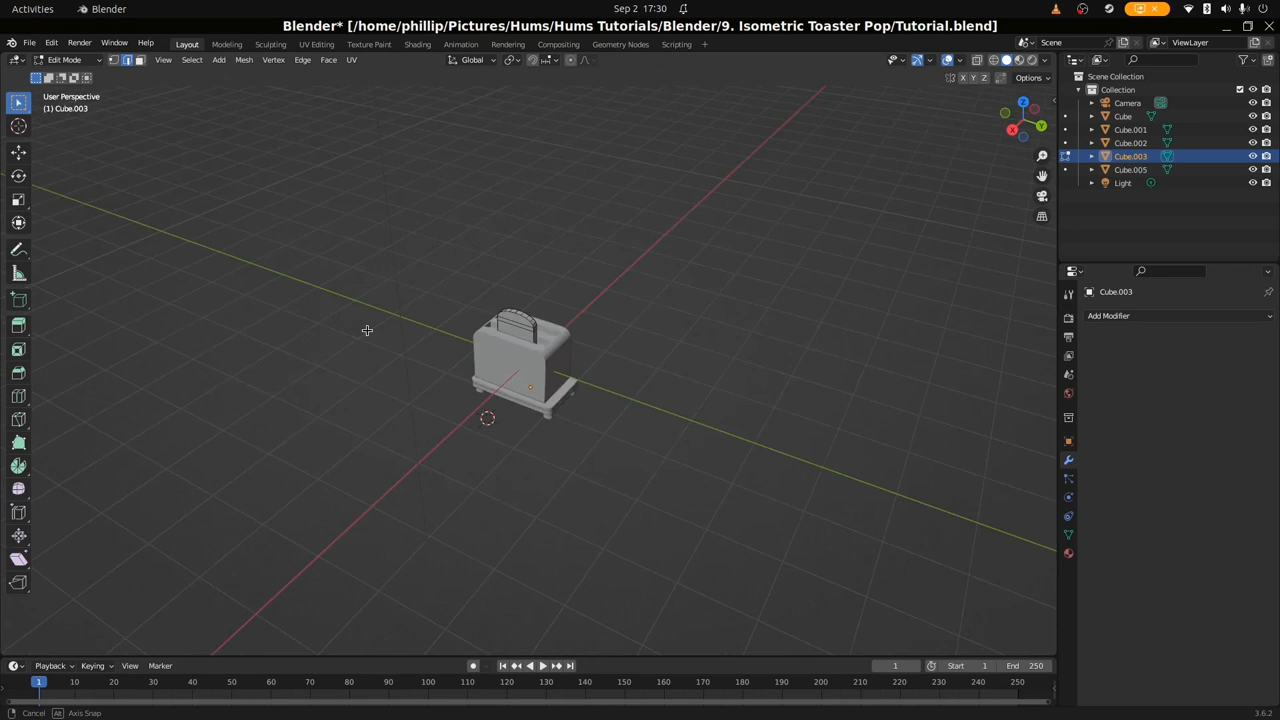 Activities
Blender
Sep 2 17:30
Blender* [/home/phillip/Pictures/Hums/Hums Tutorials/Blender/9. Isometric Toaster Pop/Tutorial.blend]
File Edit Render Window Help
Layout Modeling Sculpting UV Editing Texture Paint Shading Animation Rendering Compositing Geometry Nodes Scripting +
Scene
ViewLayer
Edit Mode
View Select Add Mesh Vertex Edge Face UV
Global
X Y Z
Options
User Perspective
(1) Cube.003
Z
Y
X
Scene Collection
Collection
Camera
Cube
Cube.001
Cube.002
Cube.003
Cube.005
Light
Cube.003
Add Modifier
Playback Keying View Marker
1
Start 1
End 250
1 10 20 30 40 50 60 70 80 90 100 110 120 130 140 150 160 170 180 190 200 210 220 230 240 250
Cancel Alt Axis Snap
3.6.2